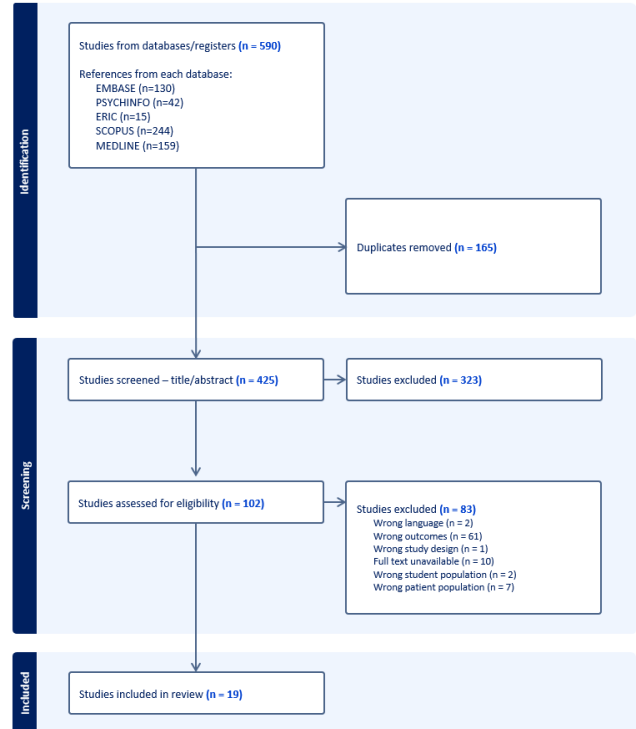 Identification
Studies from databases/registers (n = 590)
References from each database:
EMBASE (n=130)
PSYCHINFO (n=42)
ERIC (n=15)
SCOPUS (n=244)
MEDLINE (n=159)
Duplicates removed (n = 165)
Screening
Studies screened – title/abstract (n = 425)
Studies excluded (n = 323)
Studies assessed for eligibility (n = 102)
Studies excluded (n = 83)
Wrong language (n = 2)
Wrong outcomes (n = 61)
Wrong study design (n = 1)
Full text unavailable (n = 10)
Wrong student population (n = 2)
Wrong patient population (n = 7)
Included
Studies included in review (n = 19)